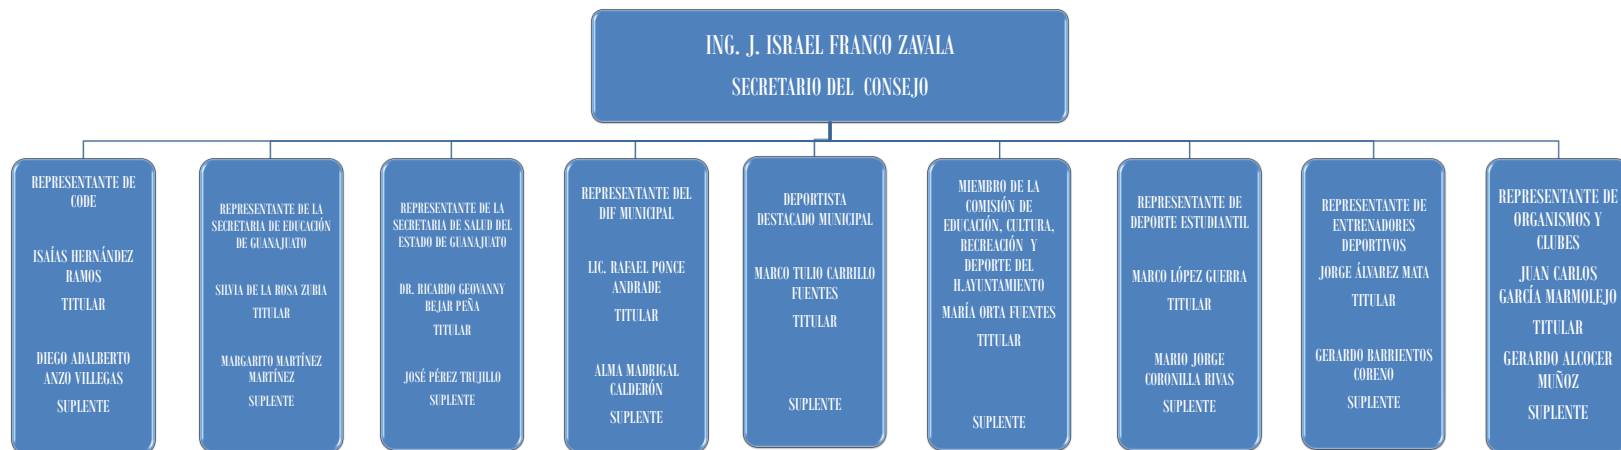 ING. J. ISRAEL FRANCO ZAVALA
SECRETARIO DEL CONSEJO
REPRESENTANTE DE
CODE
ISAÍAS HERNÁNDEZ
RAMOS
TITULAR
DIEGO ADALBERTO
ANZO VILLEGAS
SUPLENTE
REPRESENTANTE DE LA
SECRETARIA DE EDUCACIÓN
DE GUANAJUATO
SILVIA DE LA ROSA ZUBIA
TITULAR
MARGARITO MARTÍNEZ
MARTÍNEZ
SUPLENTE
REPRESENTANTE DE LA
SECRETARIA DE SALUD DEL
ESTADO DE GUANAJUATO
DR. RICARDO GEOVANNY
BEJAR PEÑA
TITULAR
JOSÉ PÉREZ TRUJILLO
SUPLENTE
REPRESENTANTE DEL
DIF MUNICIPAL
LIC. RAFAEL PONCE
ANDRADE
TITULAR
ALMA MADRIGAL
CALDERÓN
SUPLENTE
DEPORTISTA
DESTACADO MUNICIPAL
MARCO TULIO CARRILLO
FUENTES
TITULAR
SUPLENTE
MIEMBRO DE LA
COMISIÓN DE
EDUCACIÓN, CULTURA,
RECREACIÓN Y
DEPORTE DEL
H.AYUNTAMIENTO
MARÍA ORTA FUENTES
TITULAR
SUPLENTE
REPRESENTANTE DE
DEPORTE ESTUDIANTIL
MARCO LÓPEZ GUERRA
TITULAR
MARIO JORGE
CORONILLA RIVAS
SUPLENTE
REPRESENTANTE DE
ENTRENADORES
DEPORTIVOS
JORGE ÁLVAREZ MATA
TITULAR
GERARDO BARRIENTOS
CORENO
SUPLENTE
REPRESENTANTE DE
ORGANISMOS Y
CLUBES
JUAN CARLOS
GARCÍA MARMOLEJO
TITULAR
GERARDO ALCOCER
MUÑOZ
SUPLENTE